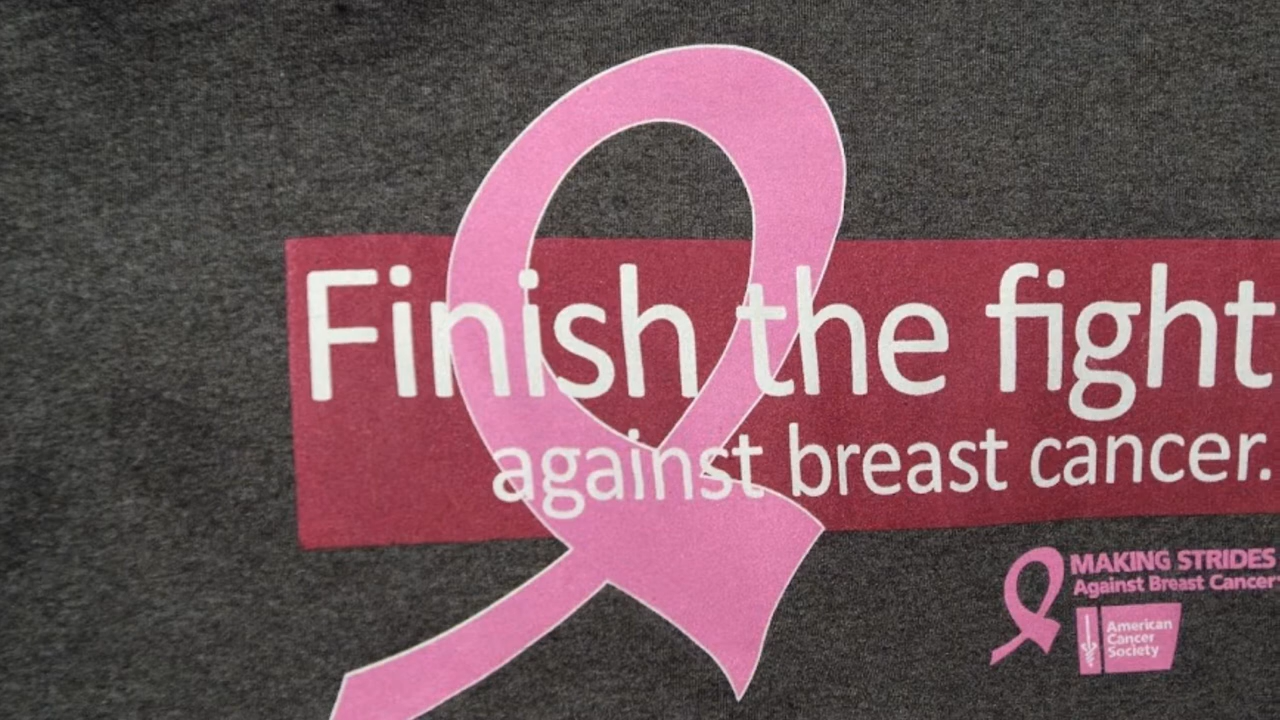 Finish the fight
against breast cancer.
MAKING STRIDES
Against Breast Cancer
American
Cancer
Society